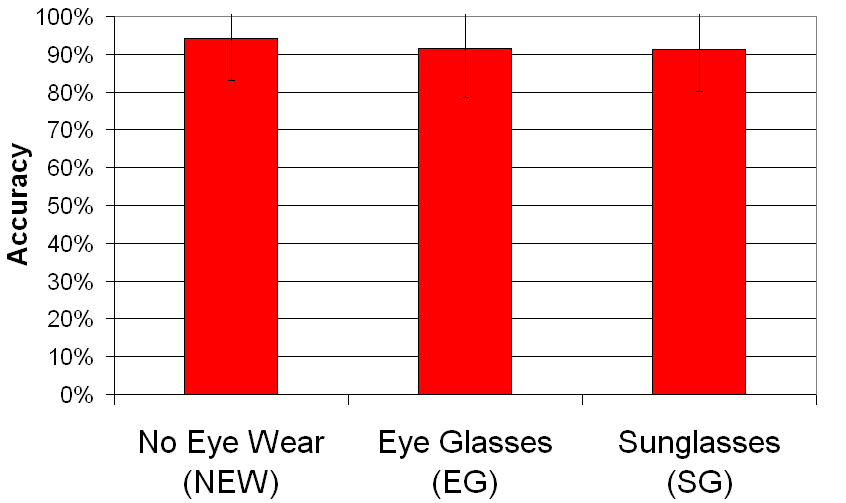 100%
90%
80%
70%
60%
50%
40%
30%
20%
10%
0%
Accuracy
No Eye Wear
(NEW)
Eye Glasses
(EG)
Sunglasses
(SG)